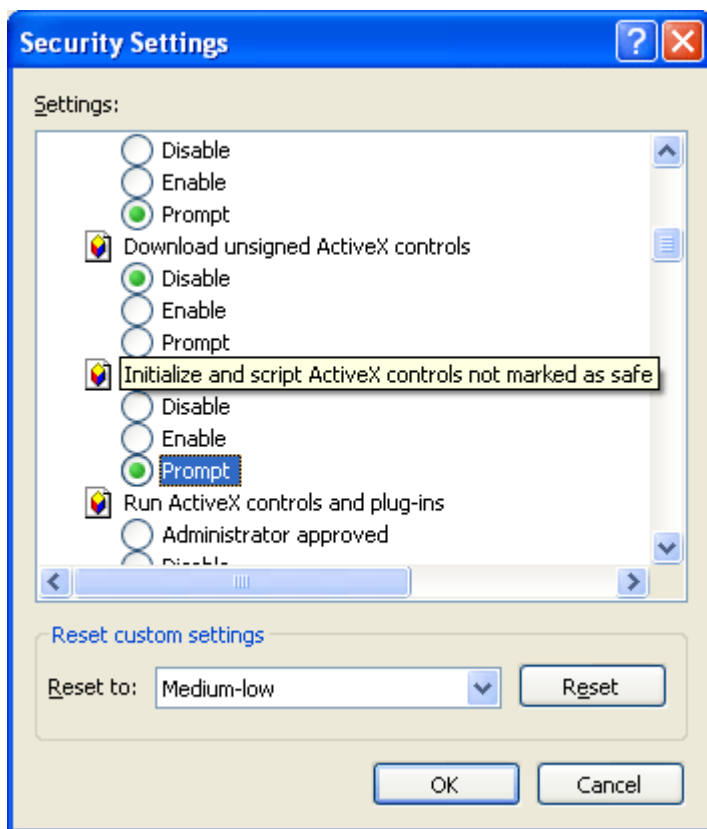 Security Settings
Settings:
Disable
Enable
Prompt
Download unsigned ActiveX controls
Disable
Enable
Prompt
Initialize and script ActiveX controls not marked as safe
Disable
Enable
Prompt
Run ActiveX controls and plug-ins
Administrator approved
Disable
Reset custom settings
Reset to: Medium-low Reset
OK Cancel